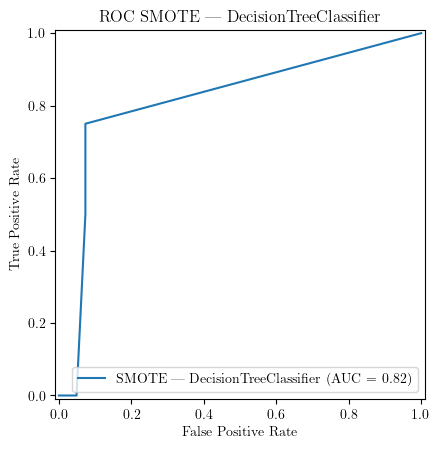 ROC SMOTE — DecisionTreeClassifier
1.0
0.8
0.6
0.4
0.2
0.0
True Positive Rate
SMOTE — DecisionTreeClassifier (AUC = 0.82)
0.0 0.2 0.4 0.6 0.8 1.0
False Positive Rate